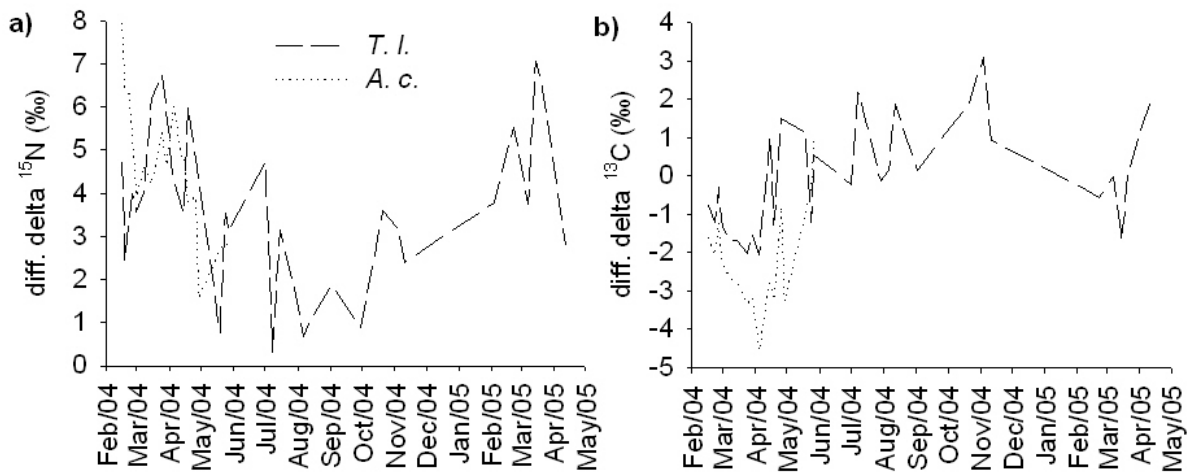 a)
diff. delta ¹⁵N (‰)
8
7
6
5
4
3
2
1
0
T. l.
A. c.
Feb/04
Mar/04
Apr/04
May/04
Jun/04
Jul/04
Aug/04
Sep/04
Oct/04
Nov/04
Dec/04
Jan/05
Feb/05
Mar/05
Apr/05
May/05
b)
diff. delta ¹³C (‰)
4
3
2
1
0
-1
-2
-3
-4
-5
Feb/04
Mar/04
Apr/04
May/04
Jun/04
Jul/04
Aug/04
Sep/04
Oct/04
Nov/04
Dec/04
Jan/05
Feb/05
Mar/05
Apr/05
May/05